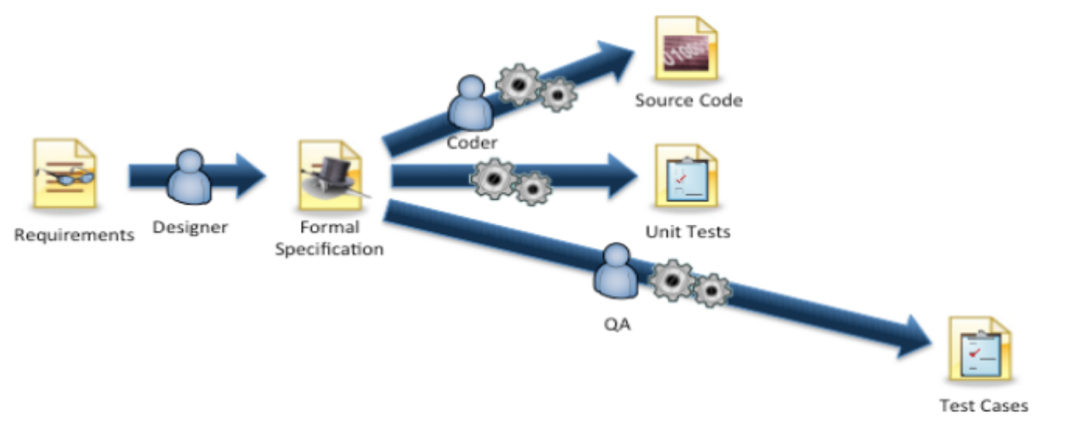 Requirements
Designer
Formal
Specification
Coder
Source Code
Unit Tests
QA
Test Cases